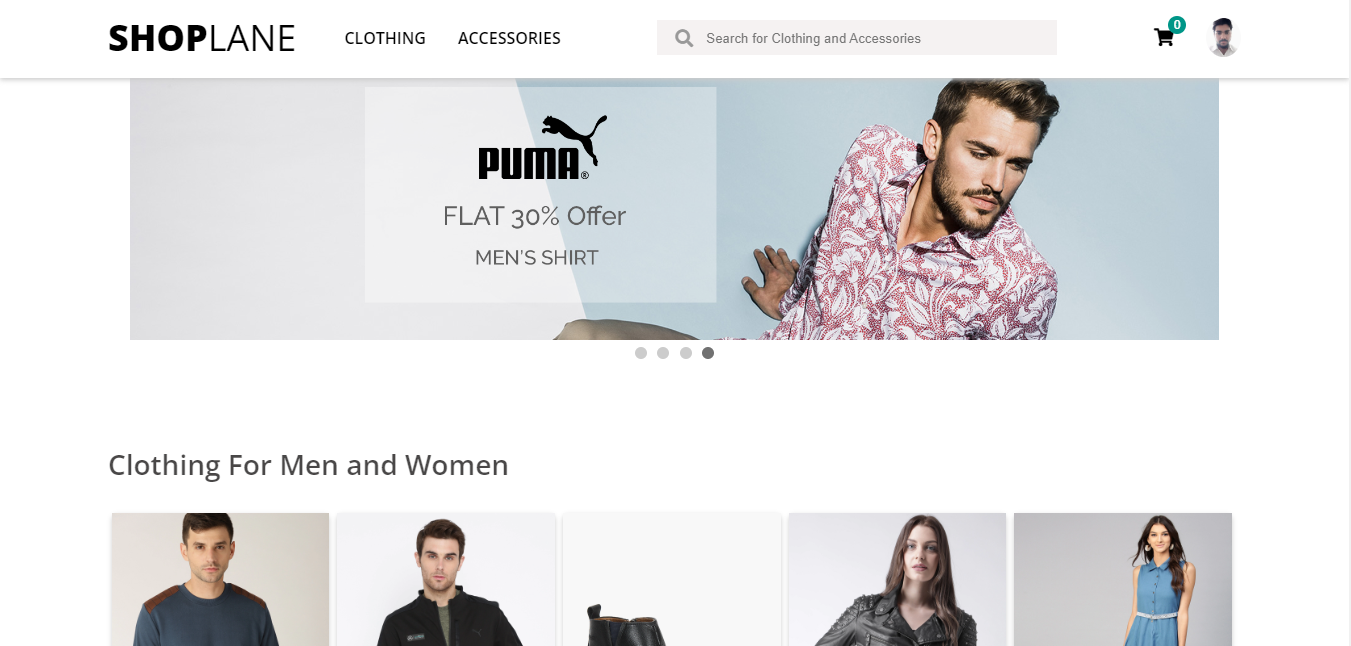 SHOPLANE
CLOTHING
ACCESSORIES
Search for Clothing and Accessories
0
PUMA®
FLAT 30% Offer
MEN'S SHIRT
Clothing For Men and Women